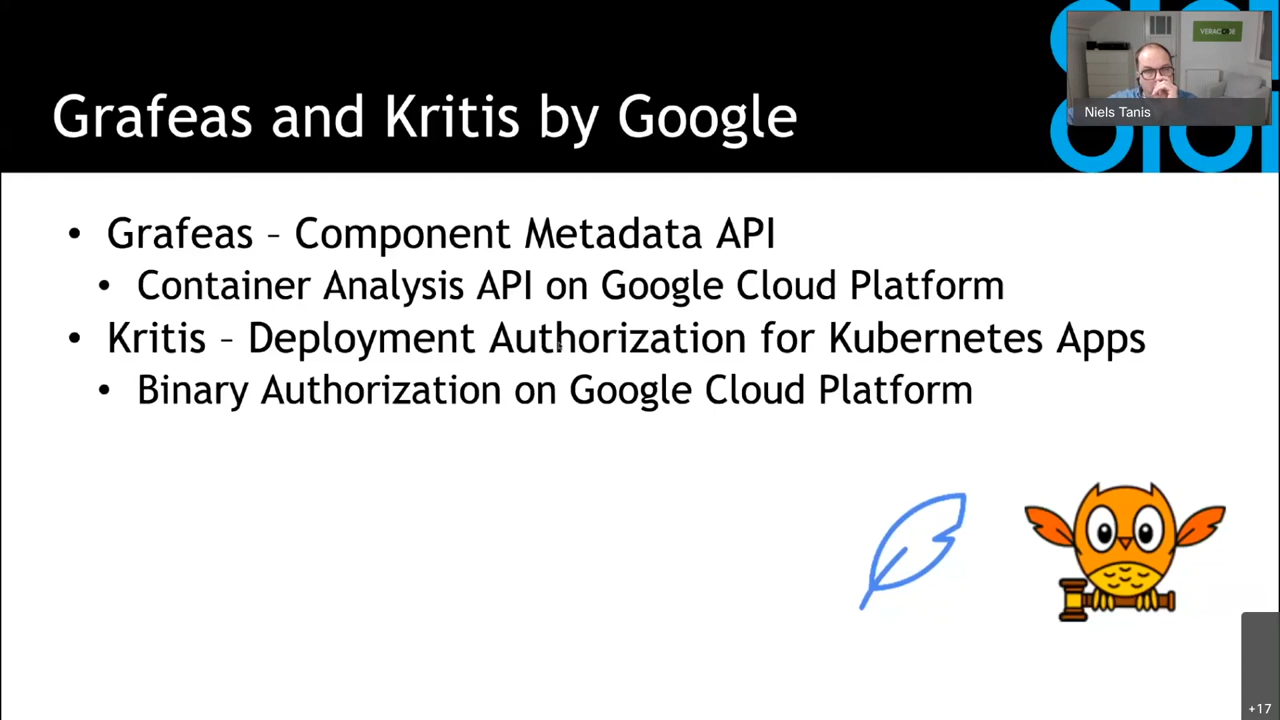 Grafeas and Kritis by Google
VERACODE
Niels Tanis
• Grafeas – Component Metadata API
• Container Analysis API on Google Cloud Platform
• Kritis – Deployment Authorization for Kubernetes Apps
• Binary Authorization on Google Cloud Platform
+17